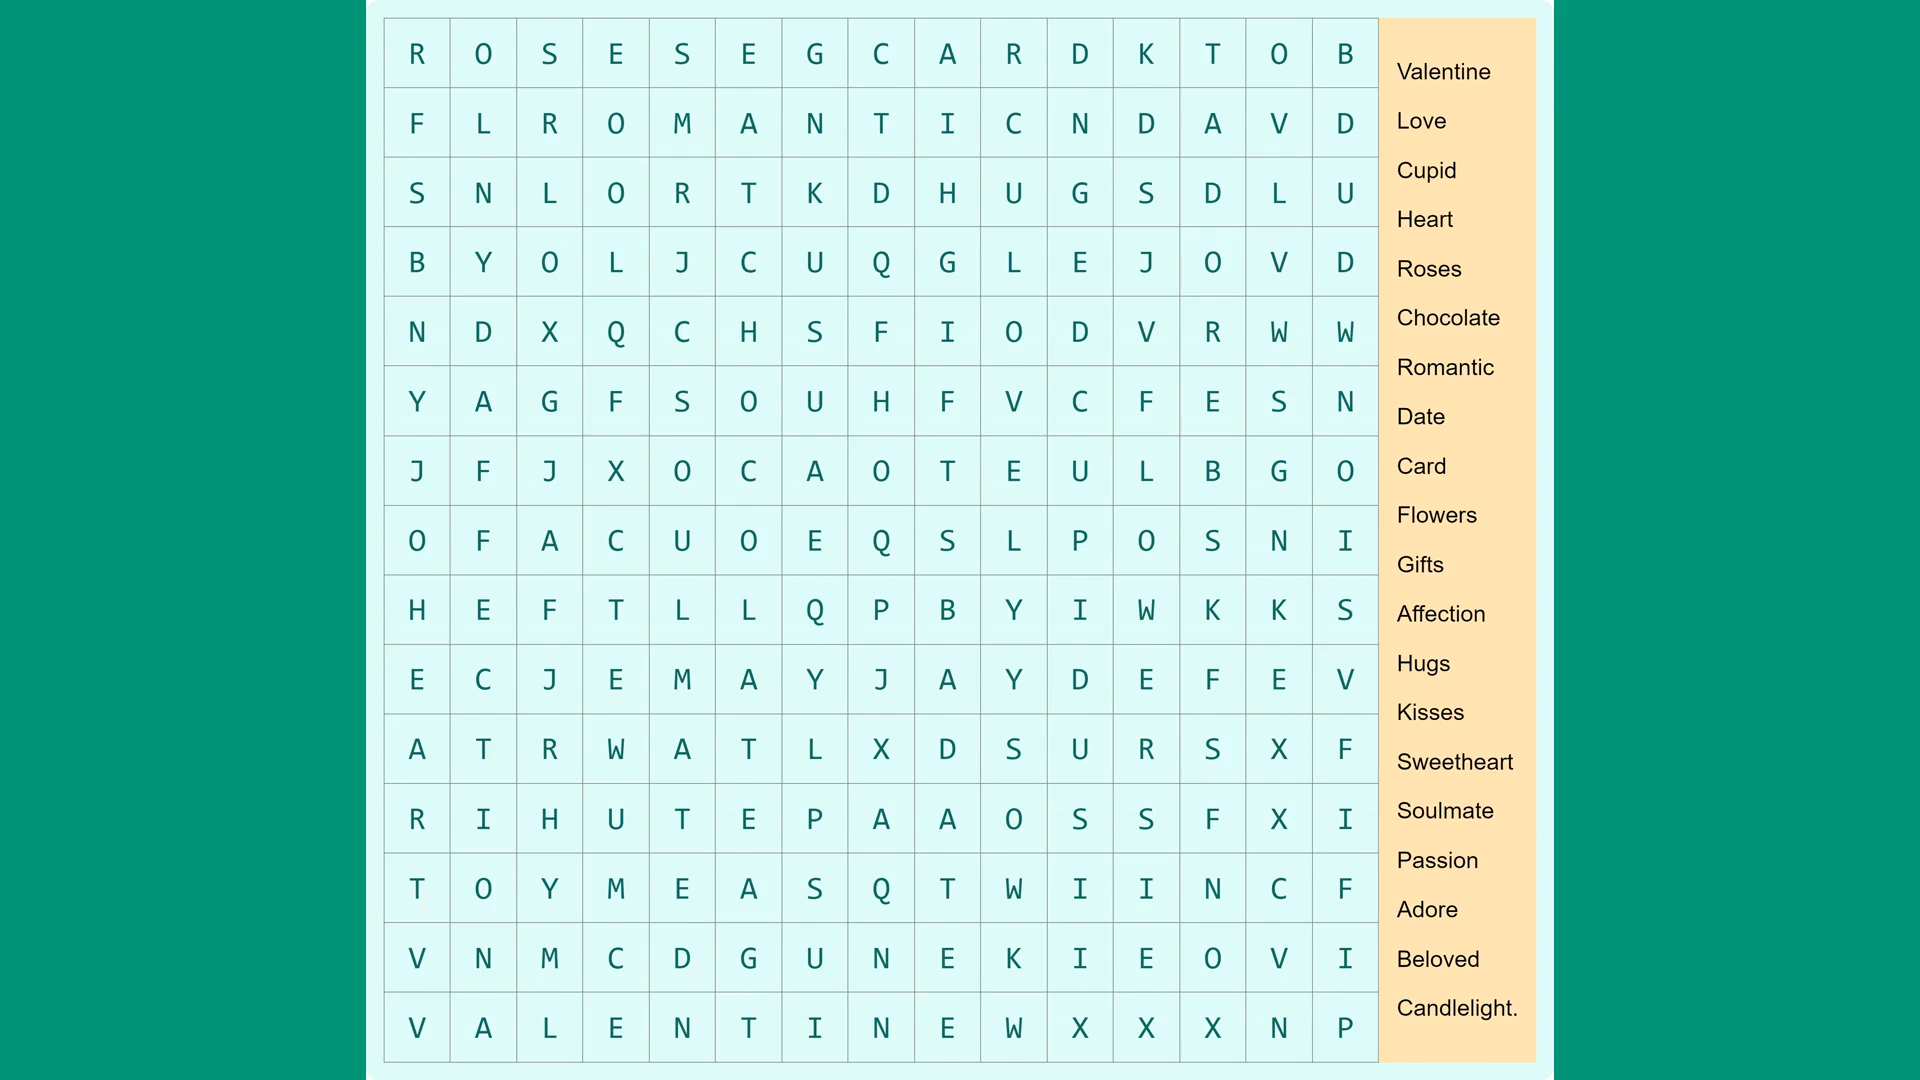 R O S E S E G C A R D K T O B
F L R O M A N T I C N D A V D
S N L O R T K D H U G S D L U
B Y O L J C U Q G L E J O V D
N D X Q C H S F I O D V R W W
Y A G F S O U H F V C F E S N
J F J X O C A O T E U L B G O
O F A C U O E Q S L P O S N I
H E F T L L Q P B Y I W K K S
E C J E M A Y J A Y D E F E V
A T R W A T L X D S U R S X F
R I H U T E P A A O S S F X I
T O Y M E A S Q T W I I N C F
V N M C D G U N E K I E O V I
V A L E N T I N E W X X X N P
Valentine
Love
Cupid
Heart
Roses
Chocolate
Romantic
Date
Card
Flowers
Gifts
Affection
Hugs
Kisses
Sweetheart
Soulmate
Passion
Adore
Beloved
Candlelight.